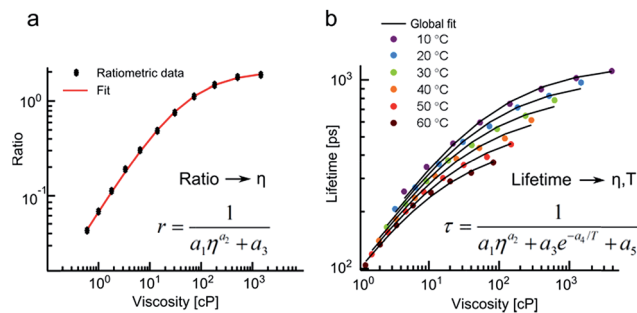 a
Ratio
10⁰
10⁻¹
Ratiometric data
Fit
Ratio → η
r = 1 / (a₁η^a₂ + a₃)
10⁰ 10¹ 10² 10³
Viscosity [cP]
b
Lifetime [ps]
10³
10²
Global fit
10 °C
20 °C
30 °C
40 °C
50 °C
60 °C
Lifetime → η,T
τ = 1 / (a₁η^a₂ + a₃e^(-a₄/T) + a₅)
10⁰ 10¹ 10² 10³
Viscosity [cP]